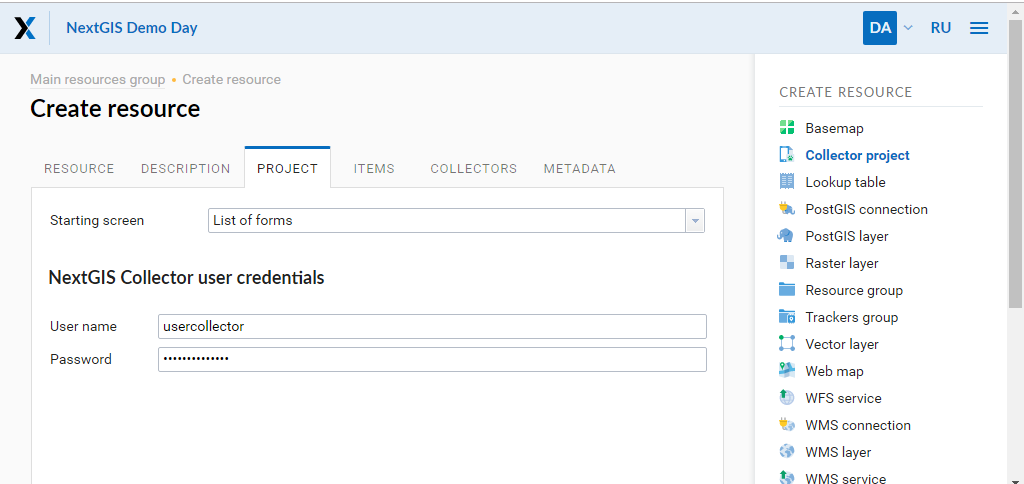 NextGIS Demo Day
DA
RU
Main resources group • Create resource
Create resource
RESOURCE DESCRIPTION PROJECT ITEMS COLLECTORS METADATA
Starting screen List of forms
NextGIS Collector user credentials
User name usercollector
Password ••••••••••••••
CREATE RESOURCE
Basemap
Collector project
Lookup table
PostGIS connection
PostGIS layer
Raster layer
Resource group
Trackers group
Vector layer
Web map
WFS service
WMS connection
WMS layer
WMS service